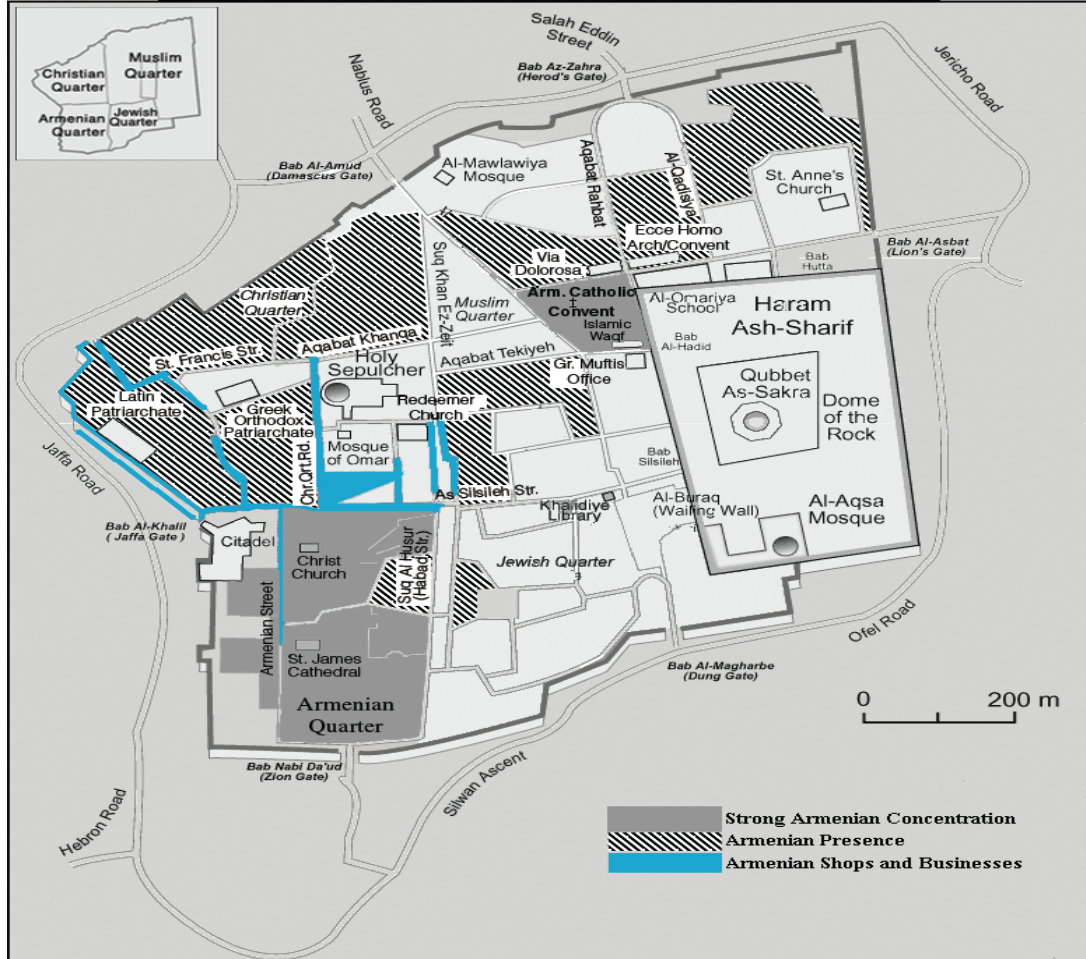 Christian
Quarter
Muslim
Quarter
Armenian
Quarter
Jewish
Quarter
Salah Eddin
Street
Bab Az-Zahra
(Herod's Gate)
Jericho Road
Nablus Road
Bab Al-Amud
(Damascus Gate)
Al-Mawlawiya
Mosque
Aqabat Rahbat
Al-Qadisiya
St. Anne's
Church
Ecce Homo
Arch/Convent
Bab Al-Asbat
(Lion's Gate)
Bab
Hutta
Via
Dolorosa
Suq Khan Ez-Zeit
Christian
Quarter
Muslim
Quarter
Arm. Catholic
Convent
Islamic
Waqf
Al-Omariya
School
Bab
Al-Hadid
Haram
Ash-Sharif
St. Francis Str.
Aqabat Khanqa
Aqabat Tekiyeh
Gr. Muftis
Office
Holy
Sepulcher
Qubbet
As-Sakra
Dome
of the
Rock
Latin
Patriarchate
Greek
Orthodox
Patriarchate
Redeemer
Church
Chr.Qrt.Rd.
Mosque
of Omar
Bab
Silsileh
Jaffa Road
As Silsileh Str.
Khandiye
Library
Al-Buraq
(Wailing Wall)
Al-Aqsa
Mosque
Bab Al-Khalil
( Jaffa Gate )
Citadel
Christ
Church
Suq Al Husur
(Habad Str.)
Jewish Quarter
Armenian Street
St. James
Cathedral
Armenian
Quarter
Ofel Road
Bab Al-Magharbe
(Dung Gate)
0 200 m
Bab Nabi Da'ud
(Zion Gate)
Silwan Ascent
Hebron Road
Strong Armenian Concentration
Armenian Presence
Armenian Shops and Businesses